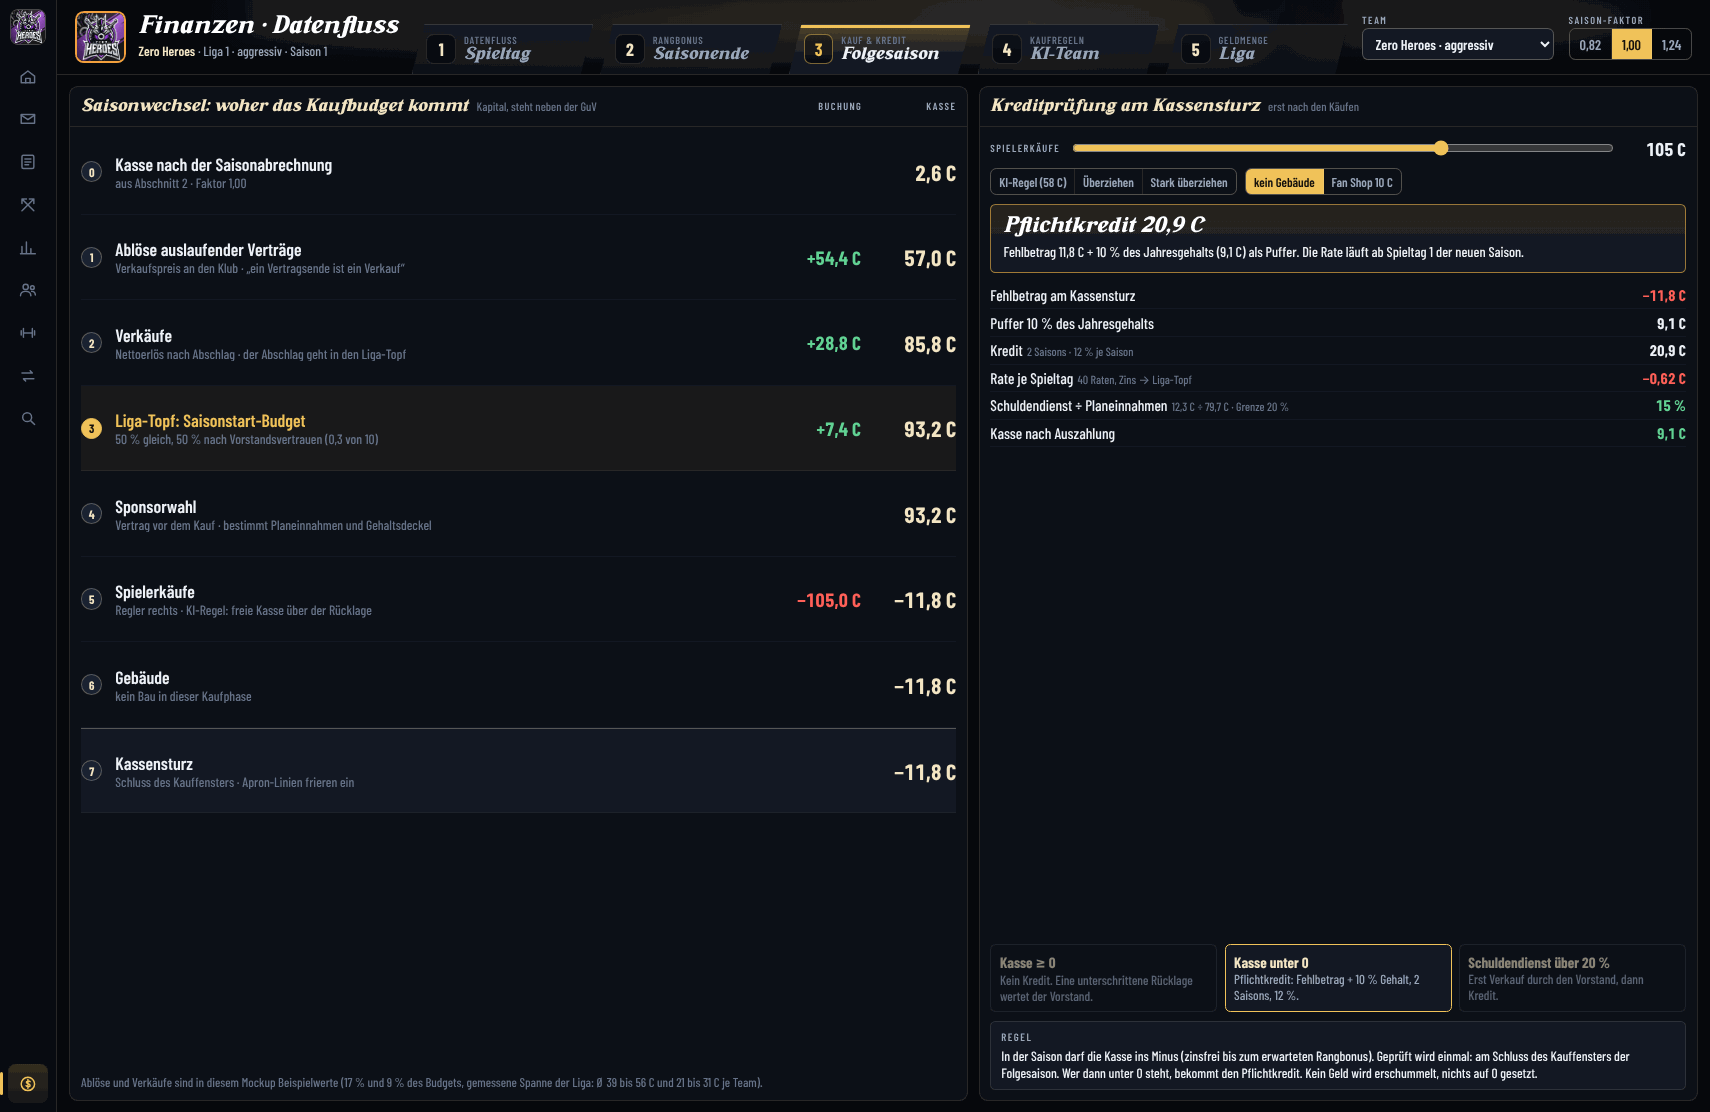 Finanzen · Datenfluss
Zero Heroes · Liga 1 · aggressiv · Saison 1
1
DATENFLUSS
Spieltag
2
RANGBONUS
Saisonende
3
KAUF & KREDIT
Folgesaison
4
KAUFREGELN
KI-Team
5
GELDMENGE
Liga
TEAM
Zero Heroes · aggressiv
SAISON-FAKTOR
0,82 1,00 1,24
Saisonwechsel: woher das Kaufbudget kommt Kapital, steht neben der GuV BUCHUNG KASSE
0 Kasse nach der Saisonabrechnung 2,6 C
aus Abschnitt 2 · Faktor 1,00
1 Ablöse auslaufender Verträge +54,4 C 57,0 C
Verkaufspreis an den Klub · „ein Vertragsende ist ein Verkauf“
2 Verkäufe +28,8 C 85,8 C
Nettoerlös nach Abschlag · der Abschlag geht in den Liga-Topf
3 Liga-Topf: Saisonstart-Budget +7,4 C 93,2 C
50 % gleich, 50 % nach Vorstandsvertrauen (0,3 von 10)
4 Sponsorwahl 93,2 C
Vertrag vor dem Kauf · bestimmt Planeinnahmen und Gehaltsdeckel
5 Spielerkäufe −105,0 C −11,8 C
Regler rechts · KI-Regel: freie Kasse über der Rücklage
6 Gebäude −11,8 C
kein Bau in dieser Kaufphase
7 Kassensturz −11,8 C
Schluss des Kauffensters · Apron-Linien frieren ein
Ablöse und Verkäufe sind in diesem Mockup Beispielwerte (17 % und 9 % des Budgets, gemessene Spanne der Liga: Ø 39 bis 56 C und 21 bis 31 C je Team).
Kreditprüfung am Kassensturz erst nach den Käufen
SPIELERKÄUFE 105 C
KI-Regel (58 C) Überziehen Stark überziehen kein Gebäude Fan Shop 10 C
Pflichtkredit 20,9 C
Fehlbetrag 11,8 C + 10 % des Jahresgehalts (9,1 C) als Puffer. Die Rate läuft ab Spieltag 1 der neuen Saison.
Fehlbetrag am Kassensturz −11,8 C
Puffer 10 % des Jahresgehalts 9,1 C
Kredit 2 Saisons · 12 % je Saison 20,9 C
Rate je Spieltag 40 Raten, Zins → Liga-Topf −0,62 C
Schuldendienst ÷ Planeinnahmen 12,3 C ÷ 79,7 C · Grenze 20 % 15 %
Kasse nach Auszahlung 9,1 C
Kasse ≥ 0
Kein Kredit. Eine unterschrittene Rücklage
wertet der Vorstand.
Kasse unter 0
Pflichtkredit: Fehlbetrag + 10 % Gehalt, 2
Saisons, 12 %.
Schuldendienst über 20 %
Erst Verkauf durch den Vorstand, dann
Kredit.
REGEL
In der Saison darf die Kasse ins Minus (zinsfrei bis zum erwarteten Rangbonus). Geprüft wird einmal: am Schluss des Kauffensters der
Folgesaison. Wer dann unter 0 steht, bekommt den Pflichtkredit. Kein Geld wird erschummelt, nichts auf 0 gesetzt.